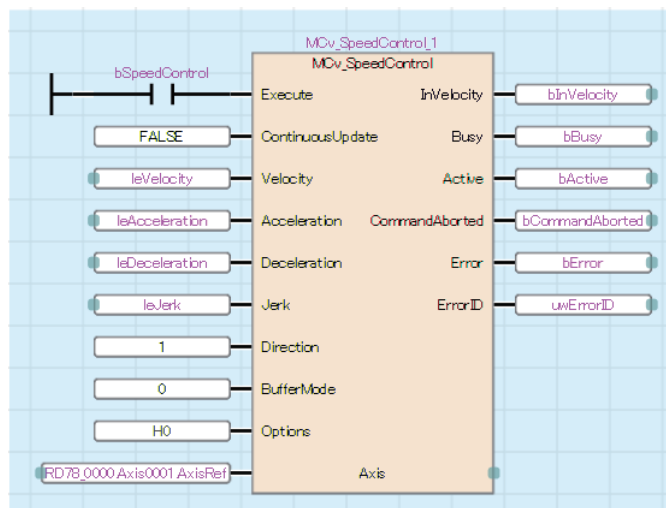 MCv_SpeedControl_1
bSpeedControl
MCv_SpeedControl
Execute
InVelocity
bInVelocity
FALSE
ContinuousUpdate
Busy
bBusy
leVelocity
Velocity
Active
bActive
leAcceleration
Acceleration
CommandAborted
bCommandAborted
leDeceleration
Deceleration
Error
bError
leJerk
Jerk
ErrorID
uwErrorID
1
Direction
0
BufferMode
H0
Options
RD78_0000.Axis0001.AxisRef
Axis